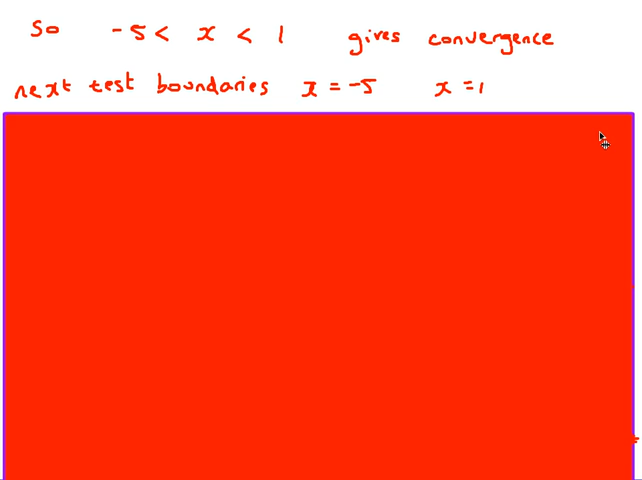 So -5 < x < 1 gives convergence
next test boundaries x = -5 x = 1